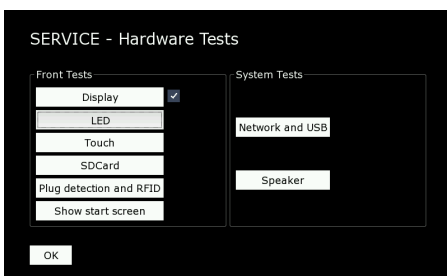 SERVICE - Hardware Tests
Front Tests
Display
LED
Touch
SDCard
Plug detection and RFID
Show start screen
System Tests
Network and USB
Speaker
OK